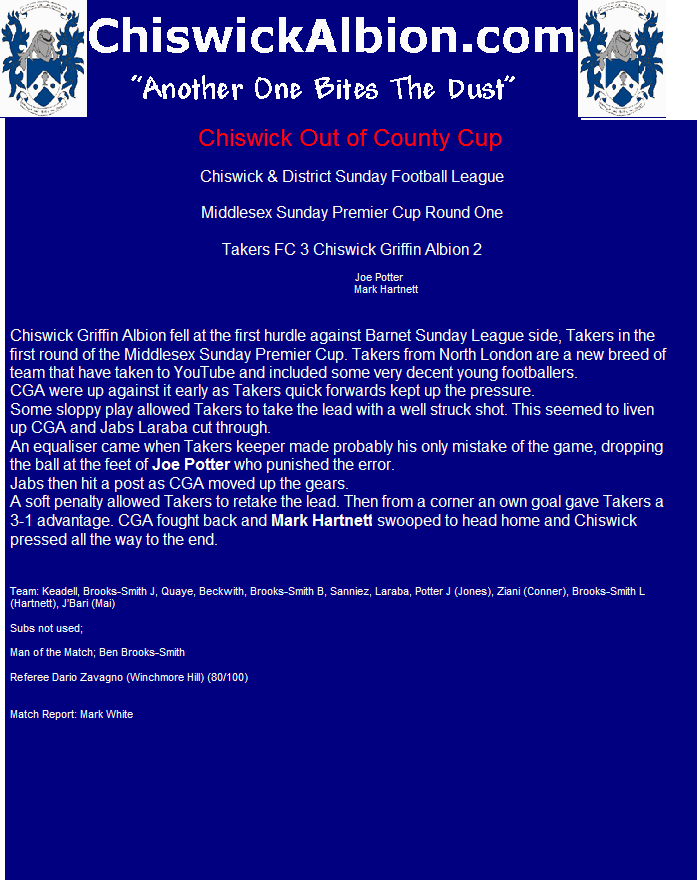 ChiswickAlbion.com
"Another One Bites The Dust"
Chiswick Out of County Cup
Chiswick & District Sunday Football League
Middlesex Sunday Premier Cup Round One
Takers FC 3 Chiswick Griffin Albion 2
Joe Potter
Mark Hartnett
Chiswick Griffin Albion fell at the first hurdle against Barnet Sunday League side, Takers in the
first round of the Middlesex Sunday Premier Cup. Takers from North London are a new breed of
team that have taken to YouTube and included some very decent young footballers.
CGA were up against it early as Takers quick forwards kept up the pressure.
Some sloppy play allowed Takers to take the lead with a well struck shot. This seemed to liven
up CGA and Jabs Laraba cut through.
An equaliser came when Takers keeper made probably his only mistake of the game, dropping
the ball at the feet of Joe Potter who punished the error.
Jabs then hit a post as CGA moved up the gears.
A soft penalty allowed Takers to retake the lead. Then from a corner an own goal gave Takers a
3-1 advantage. CGA fought back and Mark Hartnett swooped to head home and Chiswick
pressed all the way to the end.
Team: Keadell, Brooks-Smith J, Quaye, Beckwith, Brooks-Smith B, Sanniez, Laraba, Potter J (Jones), Ziani (Conner), Brooks-Smith L
(Hartnett), J'Bari (Mai)
Subs not used;
Man of the Match; Ben Brooks-Smith
Referee Dario Zavagno (Winchmore Hill) (80/100)
Match Report: Mark White